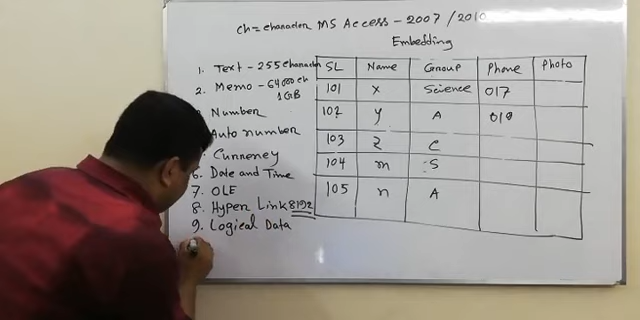 ch = character MS Access - 2007 / 2010
Embedding
1. Text - 255 character
2. Memo - 64000 ch
1GB
Number
Auto number
Currency
6. Date and Time
7. OLE
8. Hyper Link 8192
9. Logical Data
SL Name Group Phone Photo
101 x Science 017
102 y A 018
103 z C
104 m S
105 n A